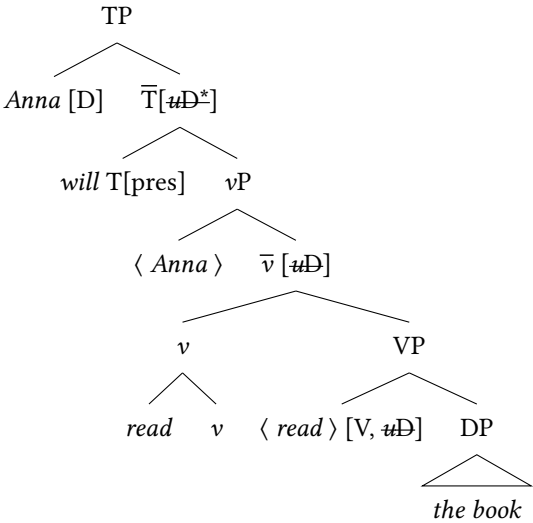 TP
Anna [D] T̅[uD*]
will T[pres] vP
⟨ Anna ⟩ v̅ [uD]
v VP
read v ⟨ read ⟩ [V, uD] DP
the book